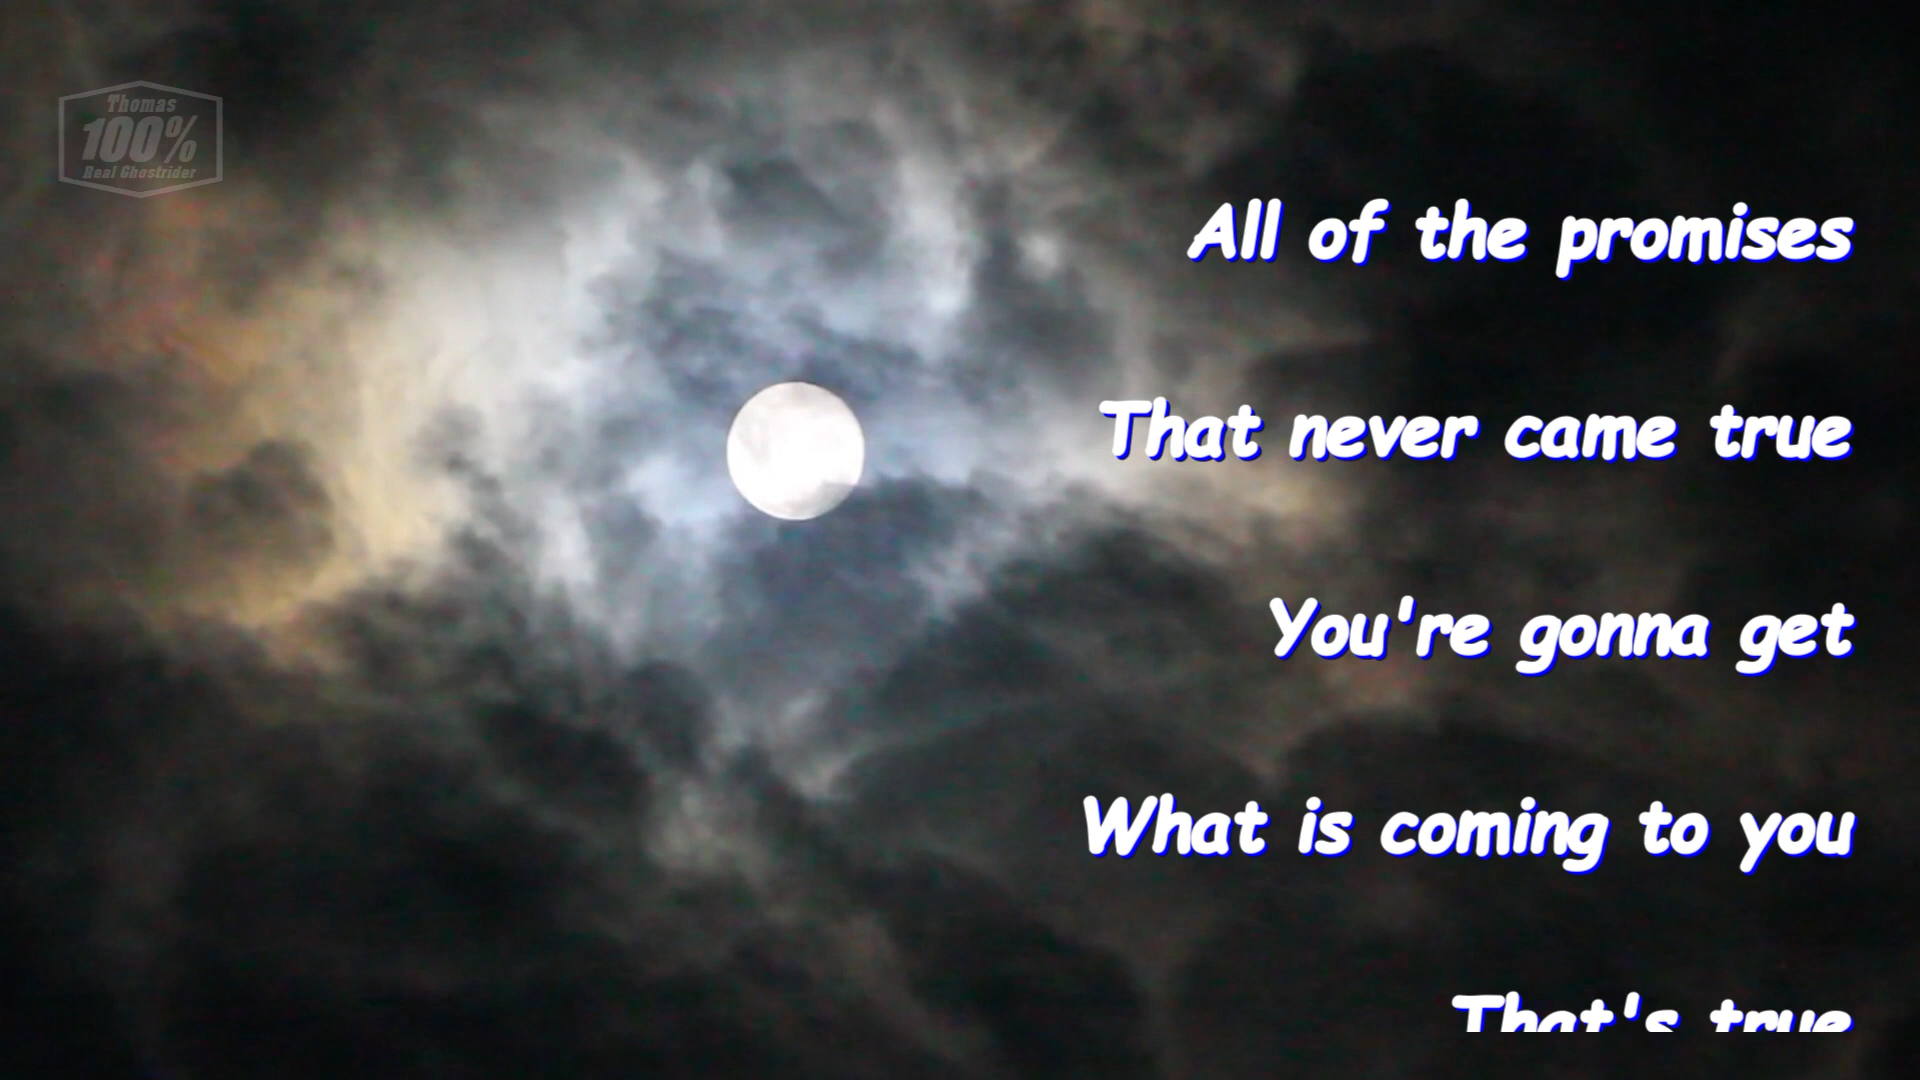 Thomas
100%
Real Ghostrider
All of the promises
That never came true
You're gonna get
What is coming to you
That's true